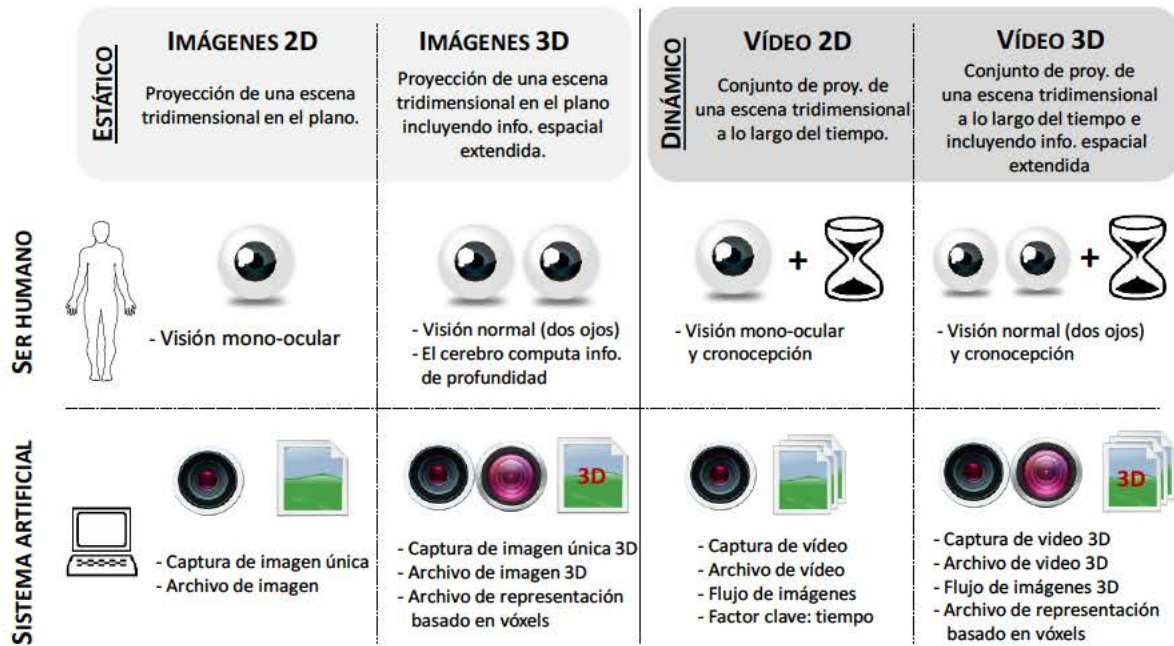 ESTÁTICO
IMÁGENES 2D
Proyección de una escena
tridimensional en el plano.
IMÁGENES 3D
Proyección de una escena
tridimensional en el plano
incluyendo info. espacial
extendida.
DINÁMICO
VÍDEO 2D
Conjunto de proy. de
una escena tridimensional
a lo largo del tiempo.
VÍDEO 3D
Conjunto de proy. de
una escena tridimensional
a lo largo del tiempo e
incluyendo info. espacial
extendida
SER HUMANO
- Visión mono-ocular
- Visión normal (dos ojos)
- El cerebro computa info.
de profundidad
+
- Visión mono-ocular
y cronocepción
+
- Visión normal (dos ojos)
y cronocepción
SISTEMA ARTIFICIAL
- Captura de imagen única
- Archivo de imagen
3D
- Captura de imagen única 3D
- Archivo de imagen 3D
- Archivo de representación
basado en vóxels
- Captura de vídeo
- Archivo de vídeo
- Flujo de imágenes
- Factor clave: tiempo
3D
- Captura de video 3D
- Archivo de video 3D
- Flujo de imágenes 3D
- Archivo de representación
basado en vóxels